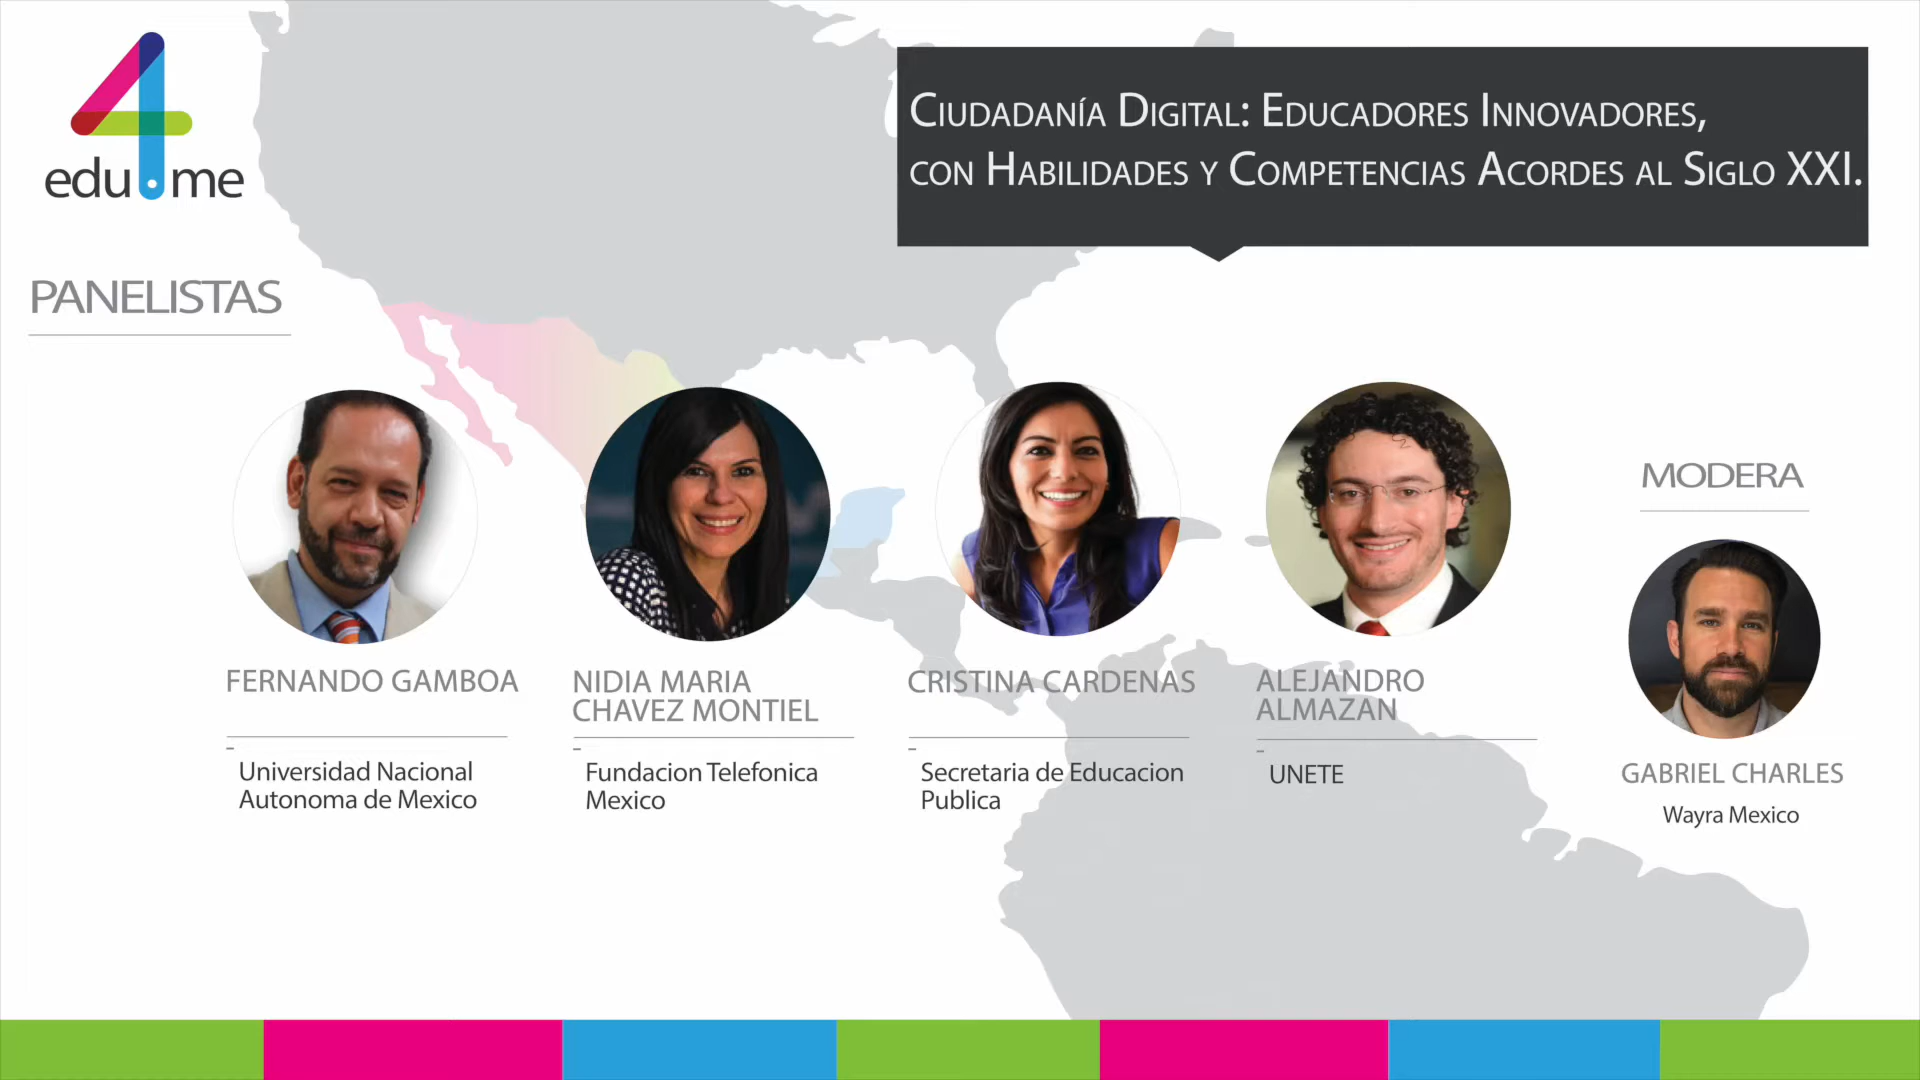 edu4me
Ciudadanía Digital: Educadores Innovadores,
con Habilidades y Competencias Acordes al Siglo XXI.
PANELISTAS
FERNANDO GAMBOA
Universidad Nacional
Autonoma de Mexico
NIDIA MARIA
CHAVEZ MONTIEL
Fundacion Telefonica
Mexico
CRISTINA CARDENAS
Secretaria de Educacion
Publica
ALEJANDRO
ALMAZAN
UNETE
MODERA
GABRIEL CHARLES
Wayra Mexico